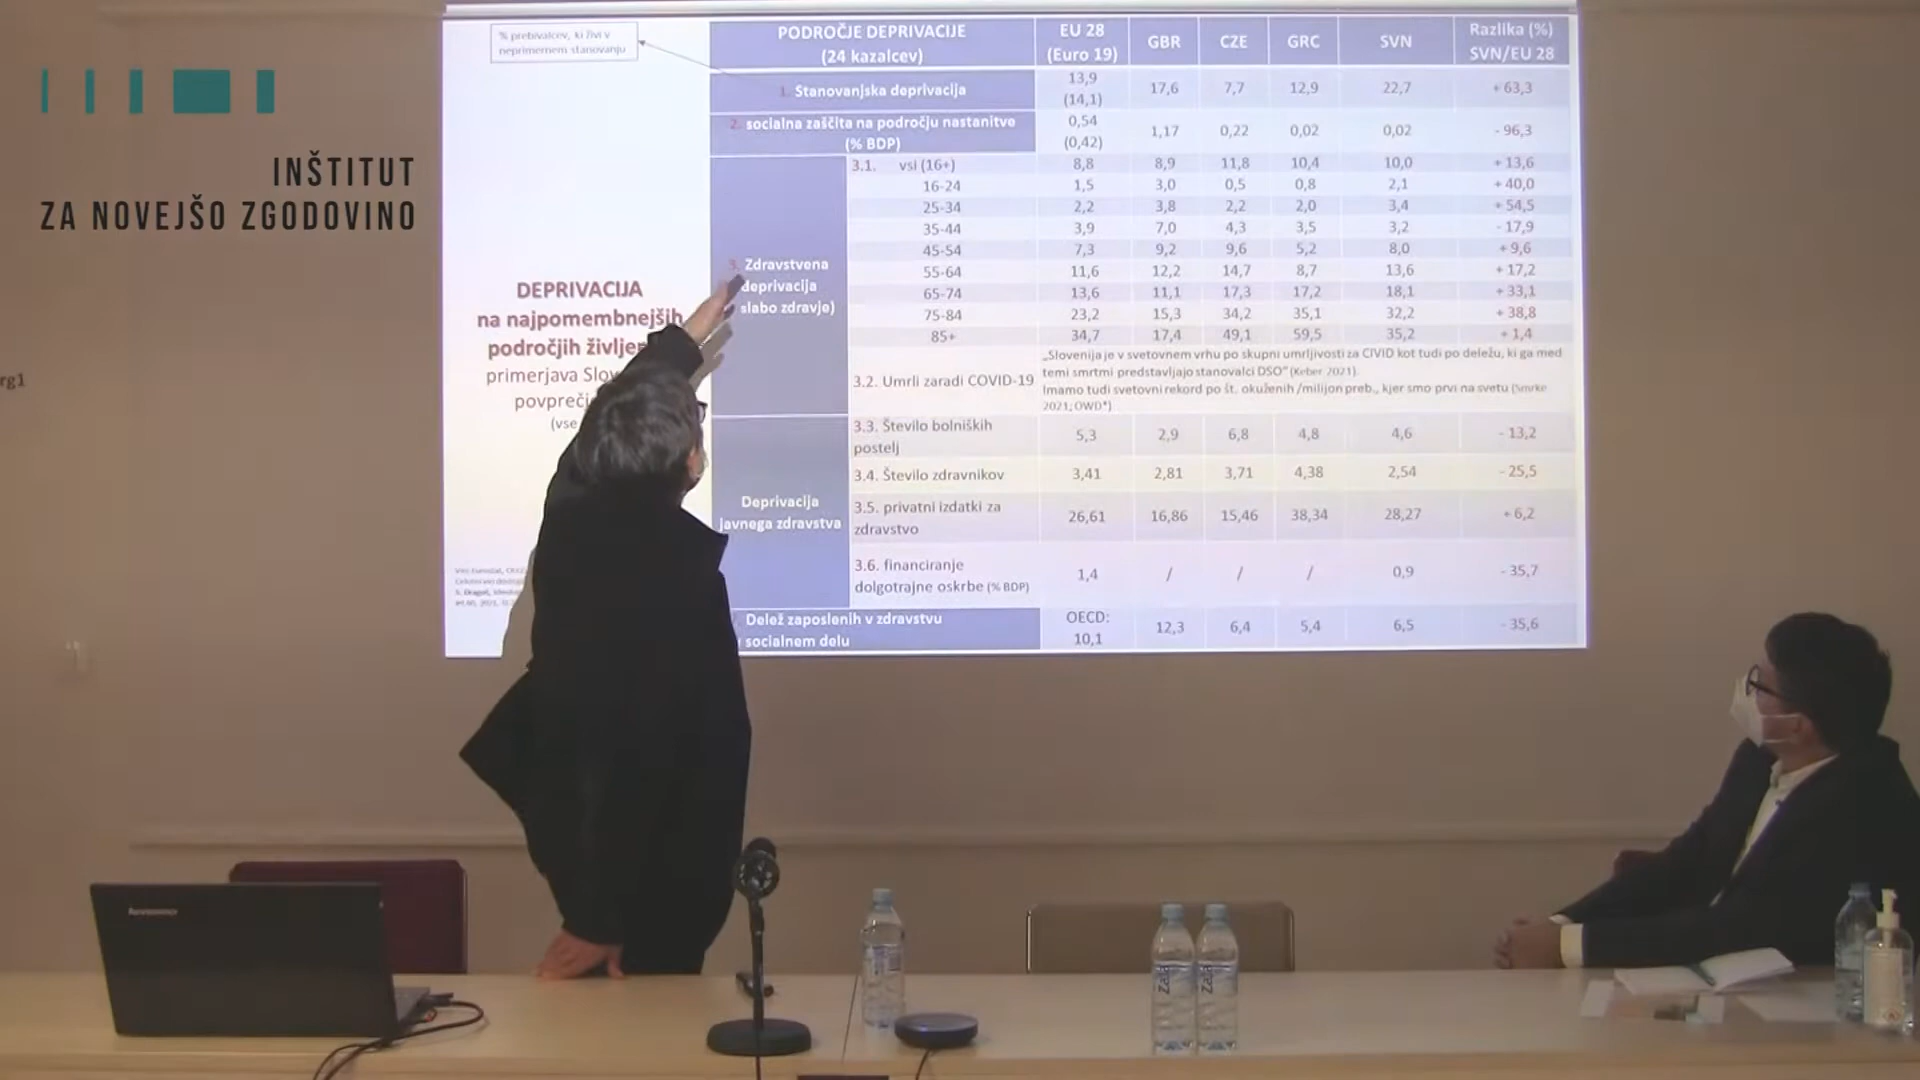 INŠTITUT
ZA NOVEJŠO ZGODOVINO
rg1
% prebivalcev, ki živi v
neprimernem stanovanju
DEPRIVACIJA
na najpomembnejših
področjih
primerjava
(vse
PODROČJE DEPRIVACIJE
(24 kazalcev)
EU 28
(Euro 19)
GBR
CZE
GRC
SVN
Razlika (%)
SVN/EU 28
1. Stanovanjska deprivacija
13,9
(14,1)
17,6
7,7
12,9
22,7
+ 63,3
2. socialna zaščita na področju nastanitve
(% BDP)
0,54
(0,42)
1,17
0,22
0,02
0,02
- 96,3
3. Zdravstvena
deprivacija
slabo zdravje)
3.1. vsi (16+) 8,8 8,9 11,8 10,4 10,0 + 13,6
16-24 1,5 3,0 0,5 0,8 2,1 + 40,0
25-34 2,2 3,8 2,2 2,0 3,4 + 54,5
35-44 3,9 7,0 4,3 3,5 3,2 - 17,9
45-54 7,3 9,2 9,6 5,2 8,0 + 9,6
55-64 11,6 12,2 14,7 8,7 13,6 + 17,2
65-74 13,6 11,1 17,3 17,2 18,1 + 33,1
75-84 23,2 15,3 34,2 35,1 32,2 + 38,8
85+ 34,7 17,4 49,1 59,5 35,2 + 1,4
3.2. Umrli zaradi COVID-19
„Slovenija je v svetovnem vrhu po skupni umrljivosti za CIVID kot tudi po deležu, ki ga med
temi smrtmi predstavljajo stanovalci DSO“ (Keber 2021).
Imamo tudi svetovni rekord po št. okuženih /milijon preb., kjer smo prvi na svetu
2021; OWD*)
Deprivacija
javnega zdravstva
3.3. Število bolniških
postelj
5,3
2,9
6,8
4,8
4,6
- 13,2
3.4. Število zdravnikov 3,41 2,81 3,71 4,38 2,54 - 25,5
3.5. privatni izdatki za
zdravstvo
26,61
16,86
15,46
38,34
28,27
+ 6,2
3.6. financiranje
dolgotrajne oskrbe (% BDP)
1,4
/
/
/
0,9
- 35,7
Delež zaposlenih v zdravstvu
socialnem delu
OECD:
10,1
12,3
6,4
5,4
6,5
- 35,6
lenovo